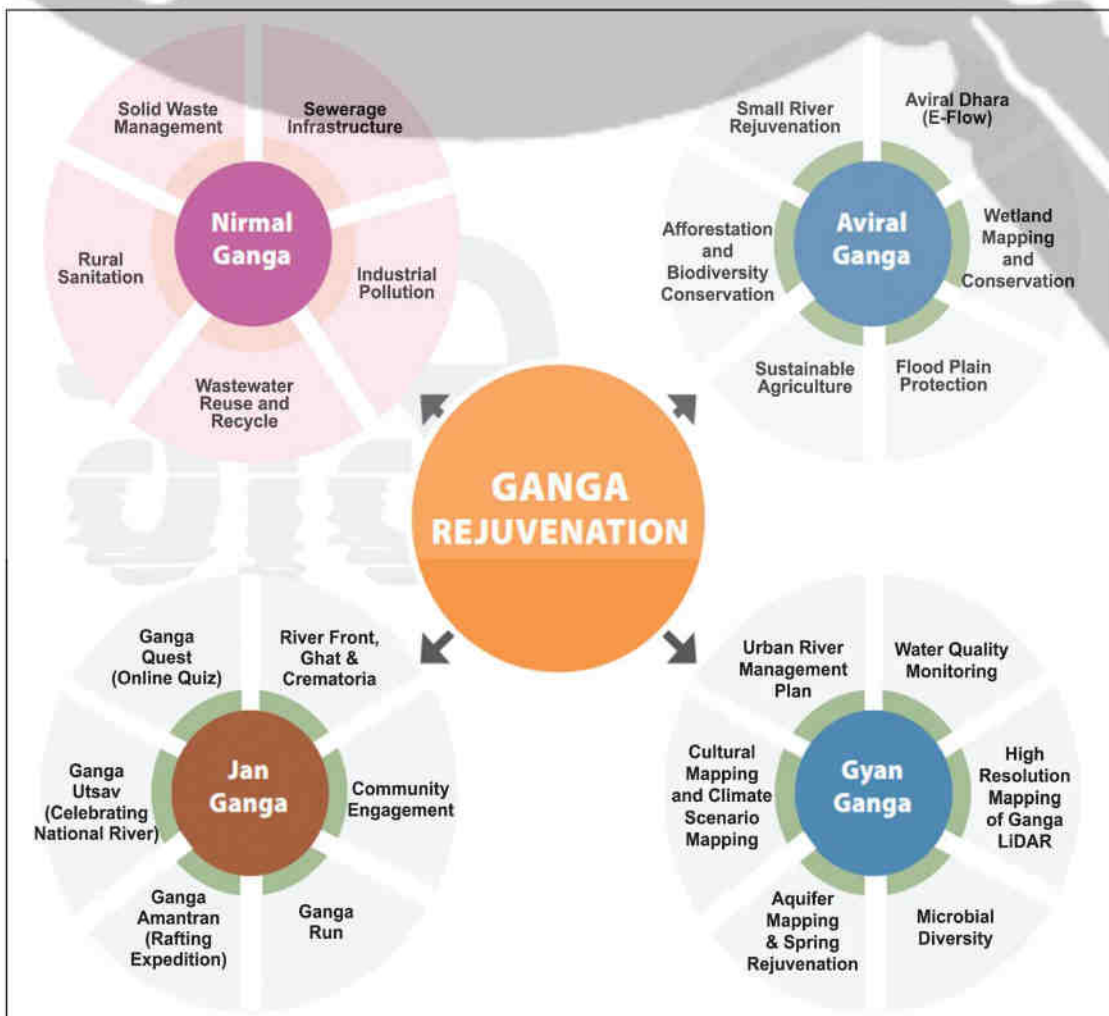 Solid Waste
Management
Sewerage
Infrastructure
Nirmal
Ganga
Rural
Sanitation
Industrial
Pollution
Wastewater
Reuse and
Recycle
Small River
Rejuvenation
Aviral Dhara
(E-Flow)
Aviral
Ganga
Afforestation
and
Biodiversity
Conservation
Wetland
Mapping
and
Conservation
Sustainable
Agriculture
Flood Plain
Protection
GANGA
REJUVENATION
Ganga
Quest
(Online Quiz)
River Front,
Ghat &
Crematoria
Jan
Ganga
Ganga
Utsav
(Celebrating
National River)
Community
Engagement
Ganga
Amantran
(Rafting
Expedition)
Ganga
Run
Urban River
Management
Plan
Water Quality
Monitoring
Gyan
Ganga
Cultural
Mapping
and Climate
Scenario
Mapping
High
Resolution
Mapping
of Ganga
LiDAR
Aquifer
Mapping
& Spring
Rejuvenation
Microbial
Diversity